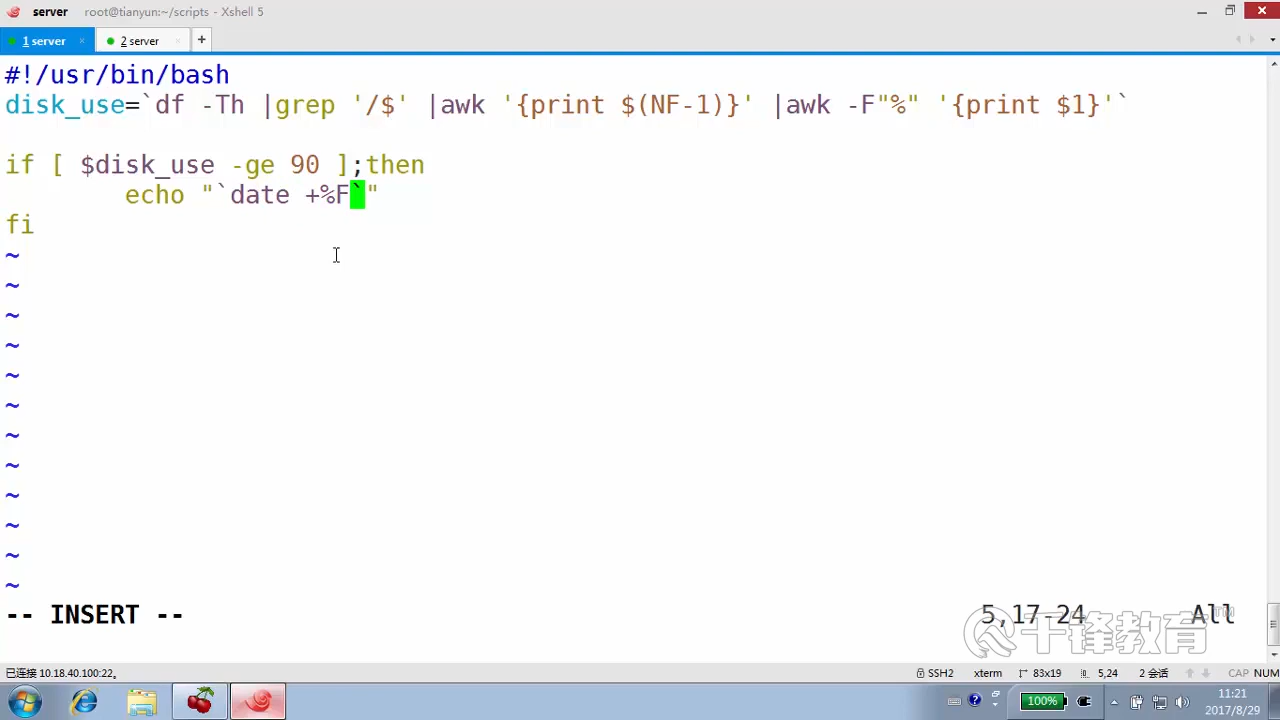 server root@tianyun:~/scripts - Xshell 5
1 server × 2 server × +
#!/usr/bin/bash
disk_use=`df -Th |grep '/$' |awk '{print $(NF-1)}' |awk -F"%" '{print $1}'`
if [ $disk_use -ge 90 ];then
        echo "`date +%F`"
fi
~
~
~
~
~
~
~
~
~
~
~
~
-- INSERT -- 5,17-24 All
千锋教育 TM
已连接 10.18.40.100:22。 SSH2 xterm 83x19 5,24 2 会话 CAP NUM
100% 11:21
2017/8/29